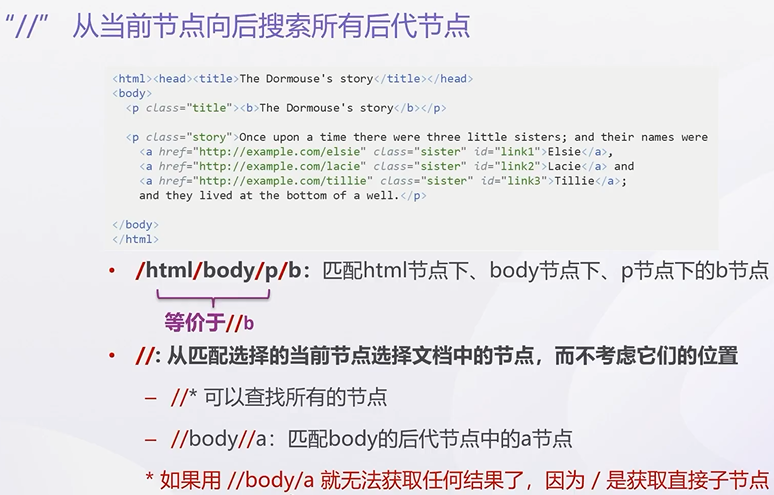 “//” 从当前节点向后搜索所有后代节点
<html><head><title>The Dormouse's story</title></head>
<body>
<p class="title"><b>The Dormouse's story</b></p>
<p class="story">Once upon a time there were three little sisters; and their names were
<a href="http://example.com/elsie" class="sister" id="link1">Elsie</a>,
<a href="http://example.com/lacie" class="sister" id="link2">Lacie</a> and
<a href="http://example.com/tillie" class="sister" id="link3">Tillie</a>;
and they lived at the bottom of a well.</p>
</body>
</html>
• /html/body/p/b：匹配html节点下、body节点下、p节点下的b节点
等价于//b
• //: 从匹配选择的当前节点选择文档中的节点，而不考虑它们的位置
– //* 可以查找所有的节点
– //body//a：匹配body的后代节点中的a节点
* 如果用 //body/a 就无法获取任何结果了，因为 / 是获取直接子节点